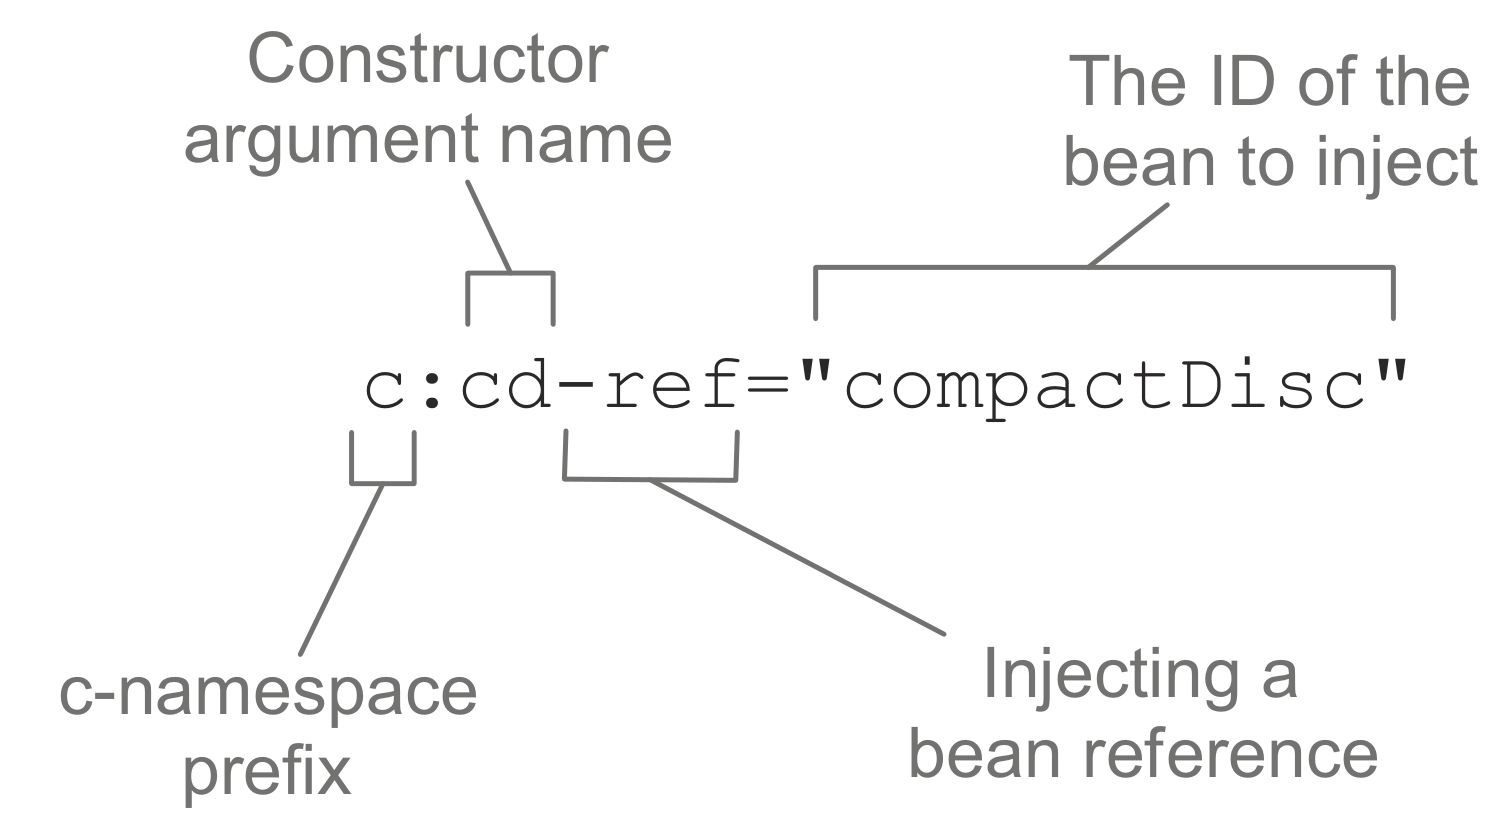 Constructor
argument name
The ID of the
bean to inject
c:cd-ref="compactDisc"
c-namespace
prefix
Injecting a
bean reference